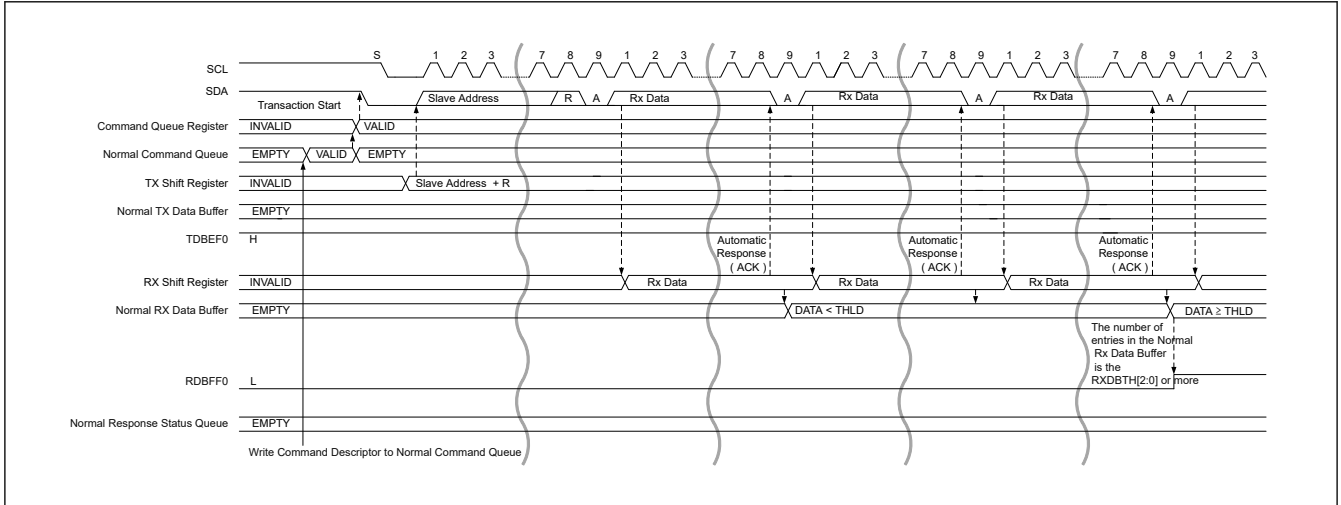 S 1 2 3 7 8 9 1 2 3 7 8 9 1 2 3 7 8 9 1 2 3 7 8 9 1 2 3
SCL
SDA Slave Address R A Rx Data A Rx Data A Rx Data A
Transaction Start
Command Queue Register INVALID VALID
Normal Command Queue EMPTY VALID EMPTY
TX Shift Register INVALID Slave Address + R
Normal TX Data Buffer EMPTY
TDBEF0 H
Automatic Response ( ACK )
Automatic Response ( ACK )
Automatic Response ( ACK )
RX Shift Register INVALID Rx Data Rx Data Rx Data
Normal RX Data Buffer EMPTY DATA < THLD DATA ≥ THLD
The number of
entries in the Normal
Rx Data Buffer
is the
RXDBTH[2:0] or more
RDBFF0 L
Normal Response Status Queue EMPTY
Write Command Descriptor to Normal Command Queue